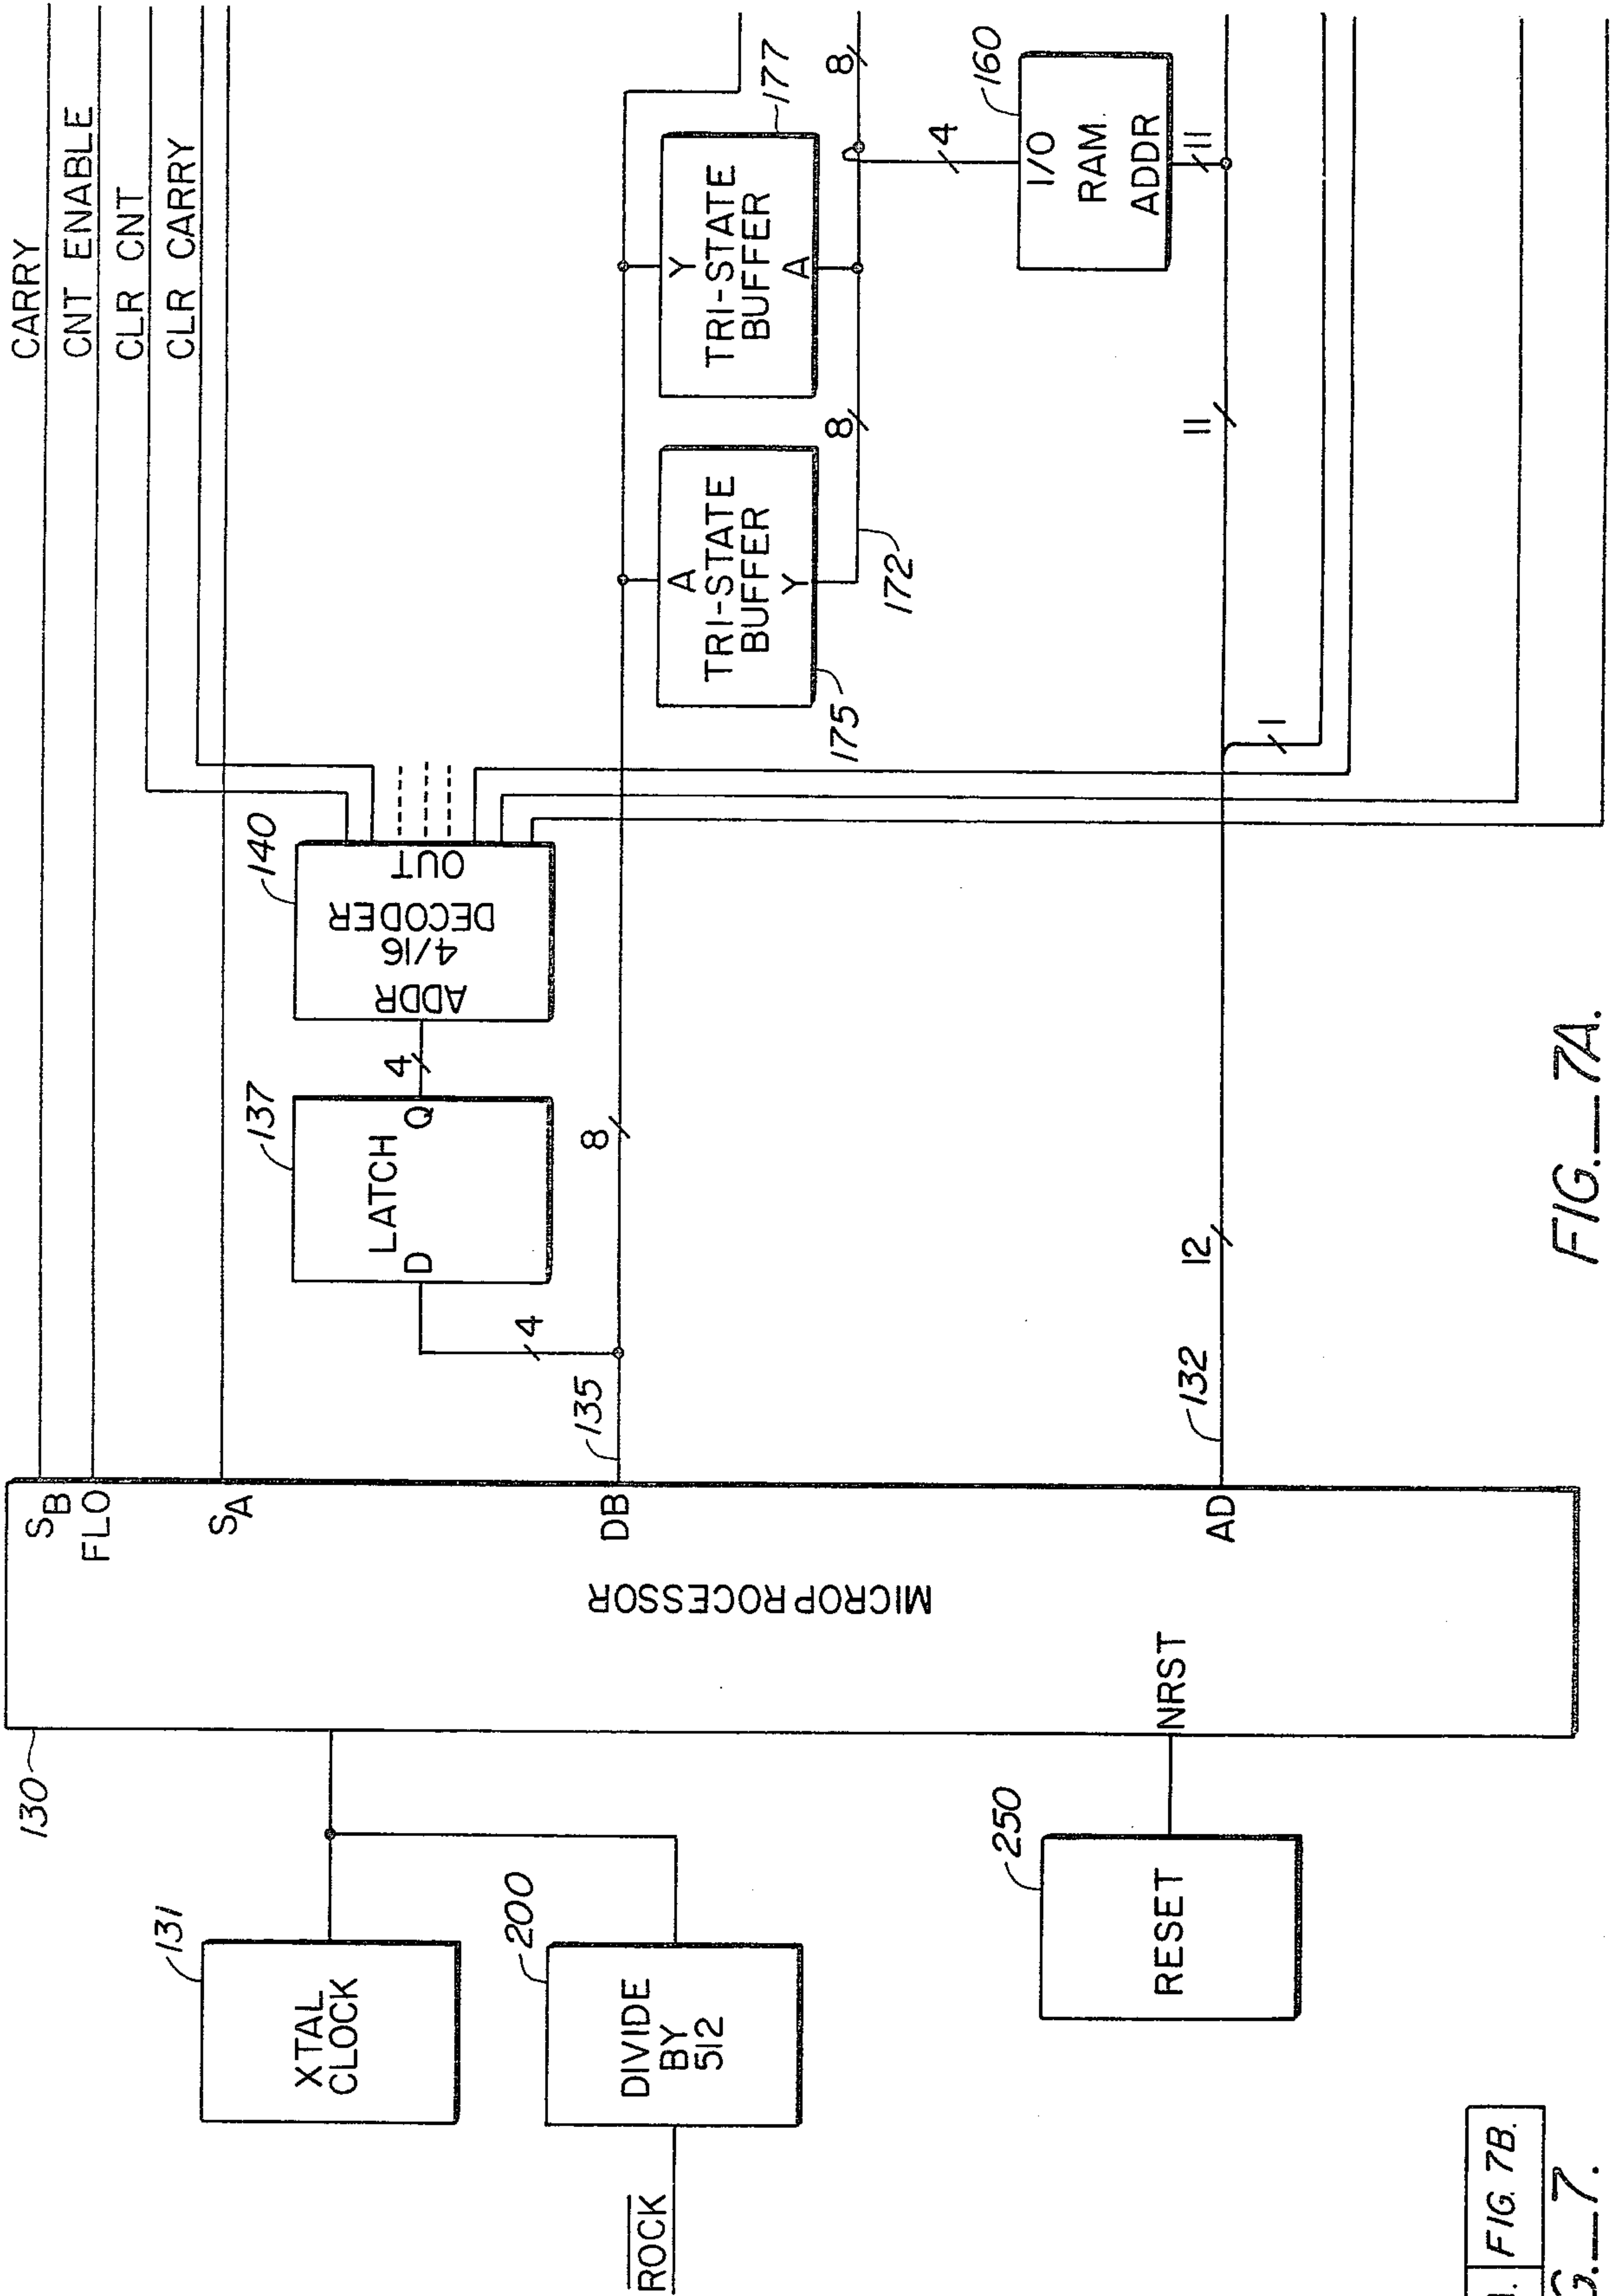 CARRY
CNT ENABLE
CLR CNT
CLR CARRY
130
SB
FLO
SA
DB
AD
MICROPROCESSOR
NRST
131
XTAL
CLOCK
200
DIVIDE
BY
512
ROCK
250
RESET
137
LATCH
D
Q
4
4
140
ADDR
4/16
DECODER
OUT
135
8
175
A
TRI-STATE
BUFFER
Y
177
Y
TRI-STATE
BUFFER
A
172
8
8
4
160
I/O
RAM
ADDR
11
132
12
11
1
FIG.—7A.
FIG. 7B.
7.